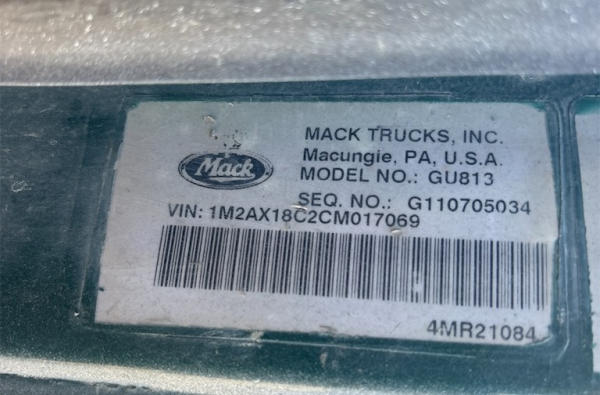 Mack
MACK TRUCKS, INC.
Macungie, PA, U.S.A.
MODEL NO.: GU813
SEQ. NO.: G110705034
VIN: 1M2AX18C2CM017069
4MR21084